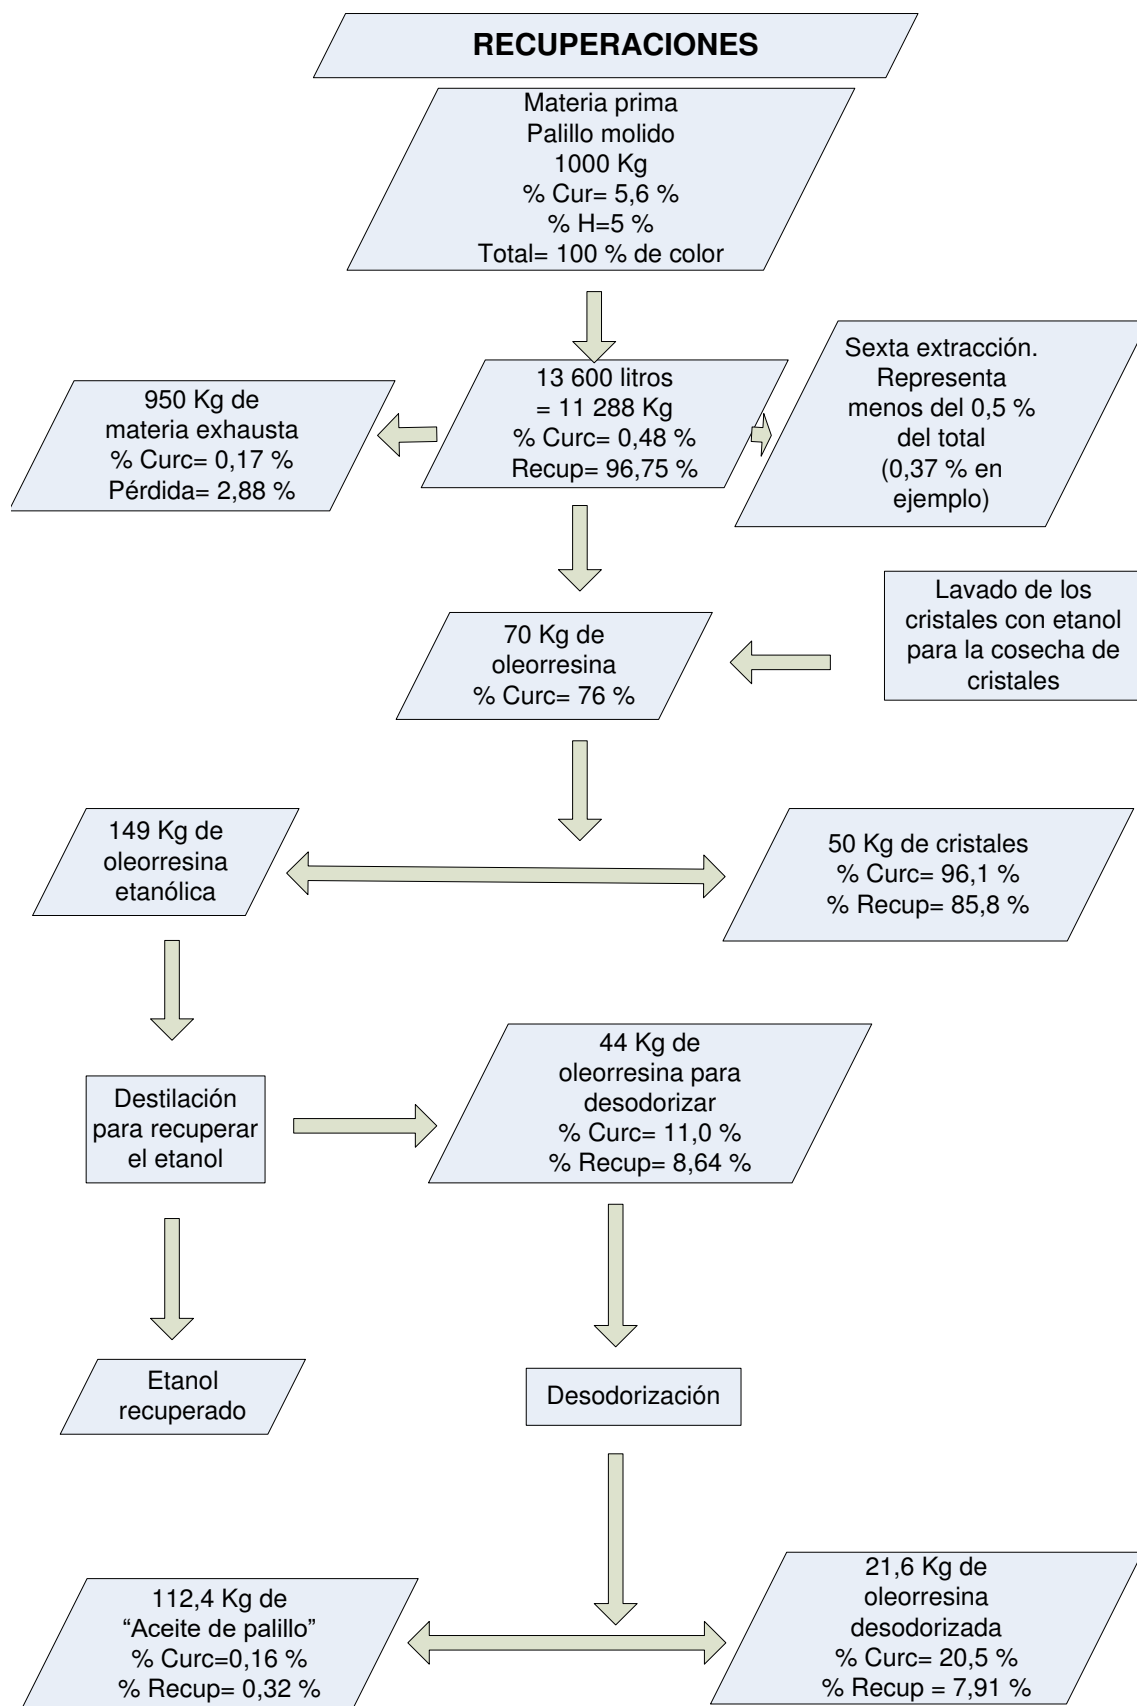 RECUPERACIONES
Materia prima
Palillo molido
1000 Kg
% Cur= 5,6 %
% H=5 %
Total= 100 % de color
950 Kg de
materia exhausta
% Curc= 0,17 %
Pérdida= 2,88 %
13 600 litros
= 11 288 Kg
% Curc= 0,48 %
Recup= 96,75 %
Sexta extracción.
Representa
menos del 0,5 %
del total
(0,37 % en
ejemplo)
70 Kg de
oleorresina
% Curc= 76 %
Lavado de los
cristales con etanol
para la cosecha de
cristales
149 Kg de
oleorresina
etanólica
50 Kg de cristales
% Curc= 96,1 %
% Recup= 85,8 %
Destilación
para recuperar
el etanol
44 Kg de
oleorresina para
desodorizar
% Curc= 11,0 %
% Recup= 8,64 %
Etanol
recuperado
Desodorización
112,4 Kg de
“Aceite de palillo”
% Curc=0,16 %
% Recup= 0,32 %
21,6 Kg de
oleorresina
desodorizada
% Curc= 20,5 %
% Recup = 7,91 %